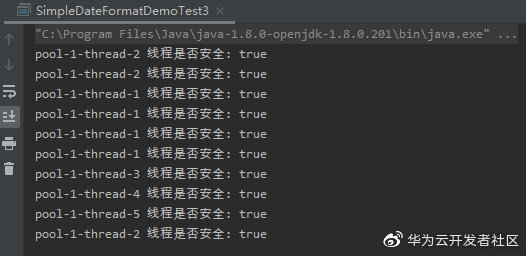 SimpleDateFormatDemoTest3 ×
"C:\Program Files\Java\java-1.8.0-openjdk-1.8.0.201\bin\java.exe" ...
pool-1-thread-2 线程是否安全: true
pool-1-thread-2 线程是否安全: true
pool-1-thread-1 线程是否安全: true
pool-1-thread-1 线程是否安全: true
pool-1-thread-1 线程是否安全: true
pool-1-thread-1 线程是否安全: true
pool-1-thread-3 线程是否安全: true
pool-1-thread-4 线程是否安全: true
pool-1-thread-5 线程是否安全: true
pool-1-thread-2 线程是否安全: true
华为云开发者社区